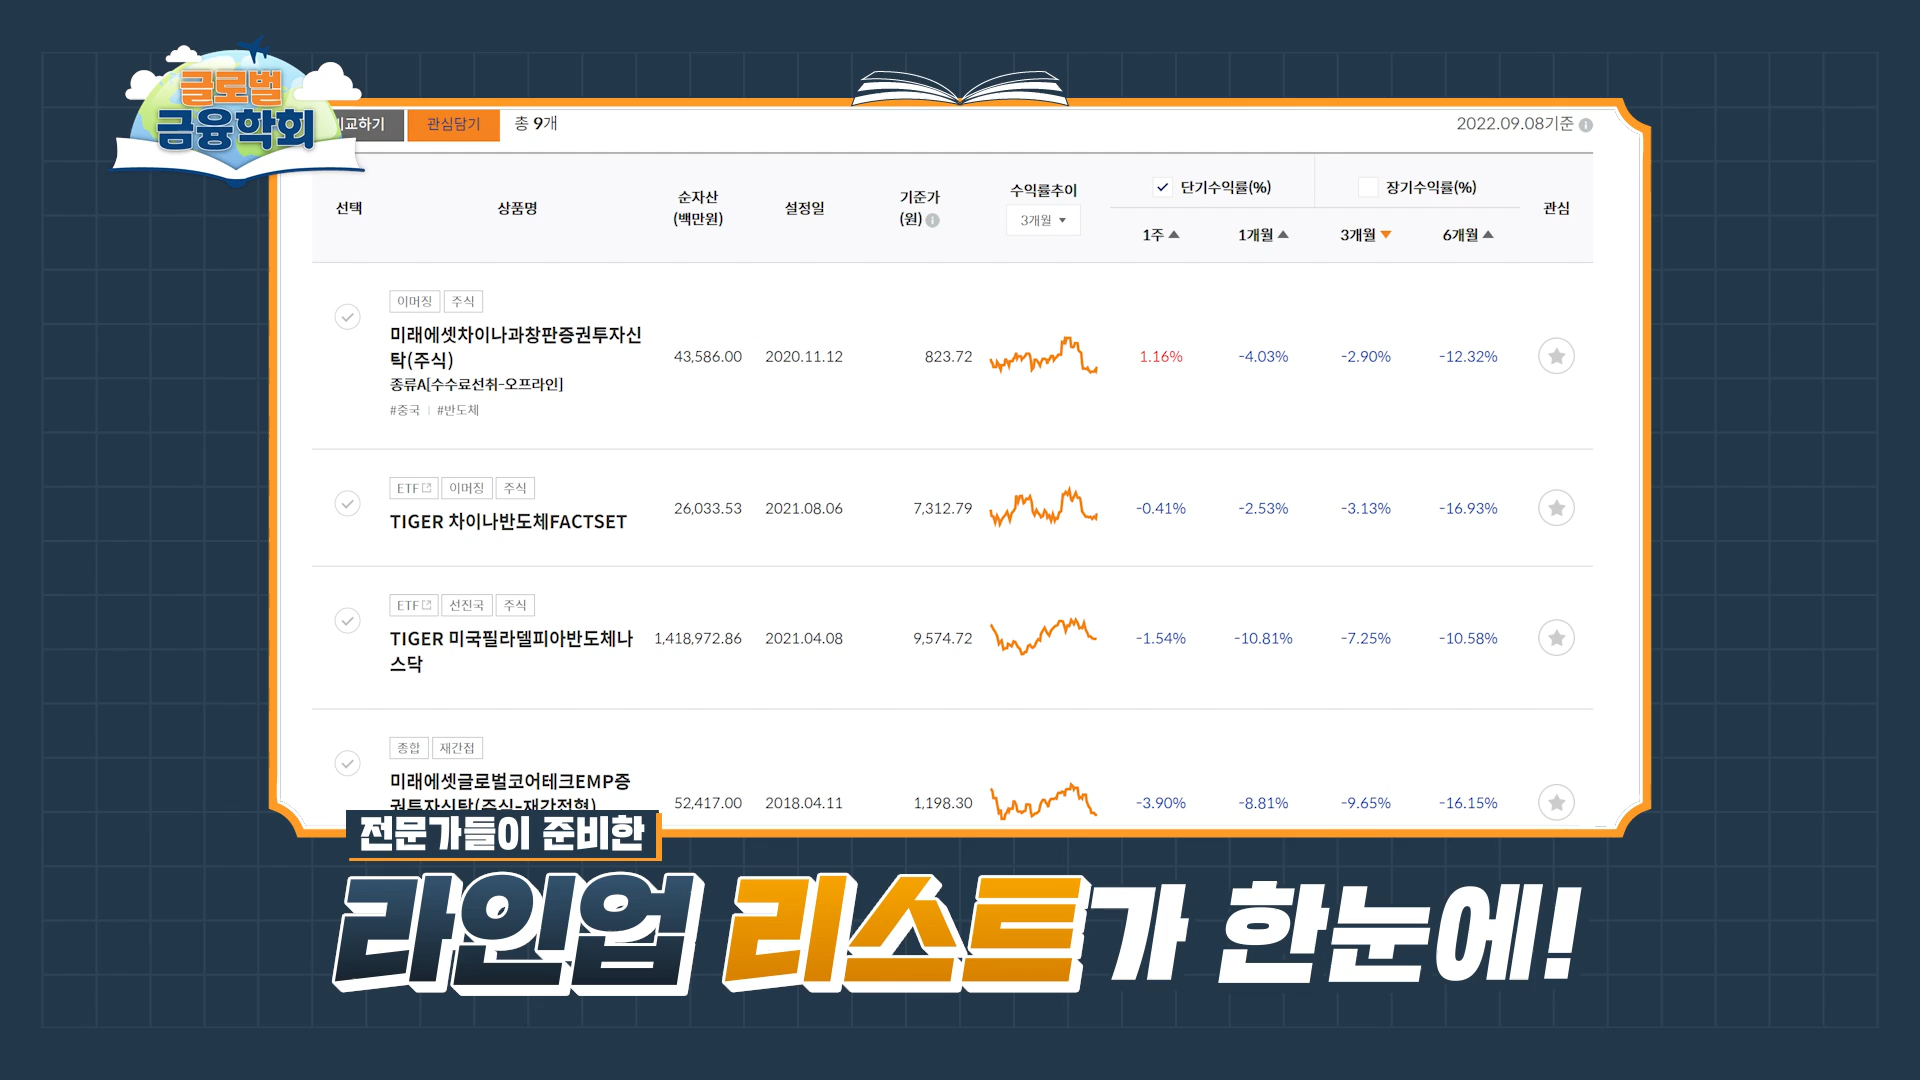 글로벌
금융학회
교하기 관심담기 총 9개 2022.09.08기준
선택 상품명 순자산 (백만원) 설정일 기준가 (원) 수익률추이 3개월 단기수익률(%) 장기수익률(%) 관심
1주 1개월 3개월 6개월
이머징 주식
미래에셋차이나과창판증권투자신
탁(주식)
종류A[수수료선취-오프라인]
#중국 #반도체
43,586.00 2020.11.12 823.72 1.16% -4.03% -2.90% -12.32%
ETF 이머징 주식
TIGER 차이나반도체FACTSET
26,033.53 2021.08.06 7,312.79 -0.41% -2.53% -3.13% -16.93%
ETF 선진국 주식
TIGER 미국필라델피아반도체나
스닥
1,418,972.86 2021.04.08 9,574.72 -1.54% -10.81% -7.25% -10.58%
종합 재간접
미래에셋글로벌코어테크EMP증
권투자신탁(주식-재간접형)
52,417.00 2018.04.11 1,198.30 -3.90% -8.81% -9.65% -16.15%
전문가들이 준비한
라인업 리스트가 한눈에!